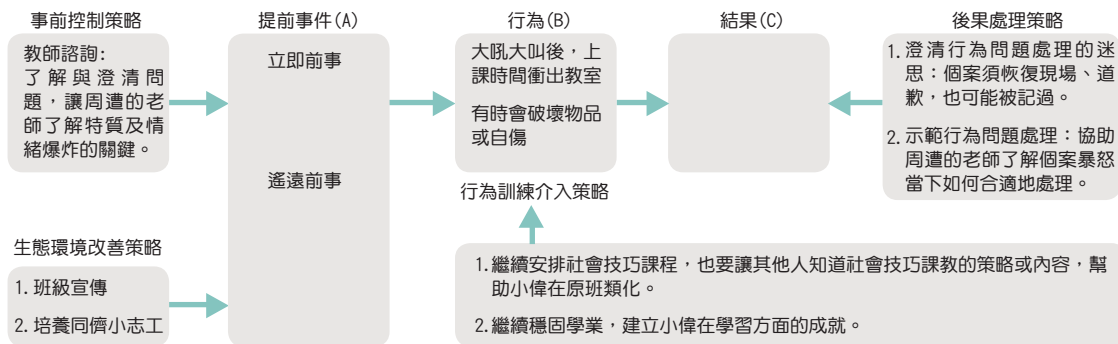 事前控制策略
教師諮詢:
了解與澄清問
題，讓周遭的老
師了解特質及情
緒爆炸的關鍵。
生態環境改善策略
1. 班級宣傳
2. 培養同儕小志工
提前事件(A)
立即前事
遙遠前事
行為(B)
大吼大叫後，上
課時間衝出教室
有時會破壞物品
或自傷
行為訓練介入策略
1. 繼續安排社會技巧課程，也要讓其他人知道社會技巧課教的策略或內容，幫
助小偉在原班類化。
2. 繼續穩固學業，建立小偉在學習方面的成就。
結果(C)
後果處理策略
1. 澄清行為問題處理的迷
思：個案須恢復現場、道
歉，也可能被記過。
2. 示範行為問題處理：協助
周遭的老師了解個案暴怒
當下如何合適地處理。